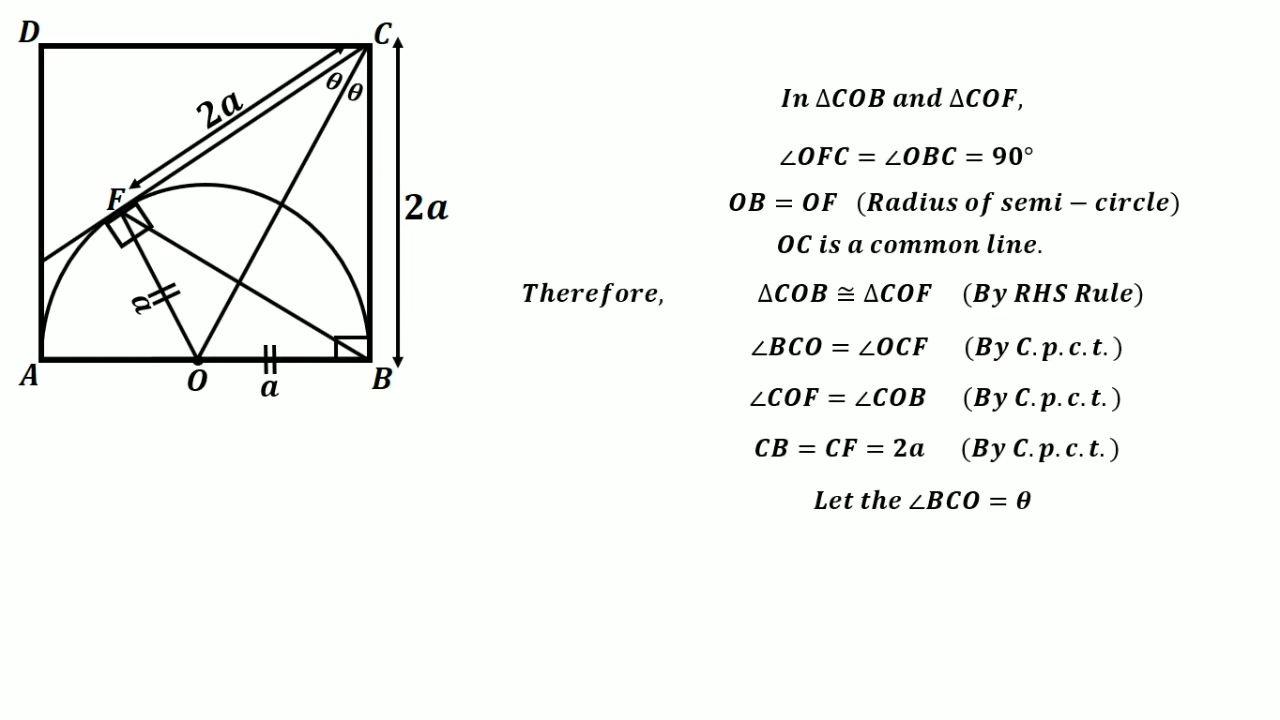 D
C
θ
θ
2a
F
2a
a
A
O
a
B
In ΔCOB and ΔCOF,
∠OFC = ∠OBC = 90°
OB = OF (Radius of semi − circle)
OC is a common line.
Therefore, ΔCOB ≅ ΔCOF (By RHS Rule)
∠BCO = ∠OCF (By C.p.c.t.)
∠COF = ∠COB (By C.p.c.t.)
CB = CF = 2a (By C.p.c.t.)
Let the ∠BCO = θ